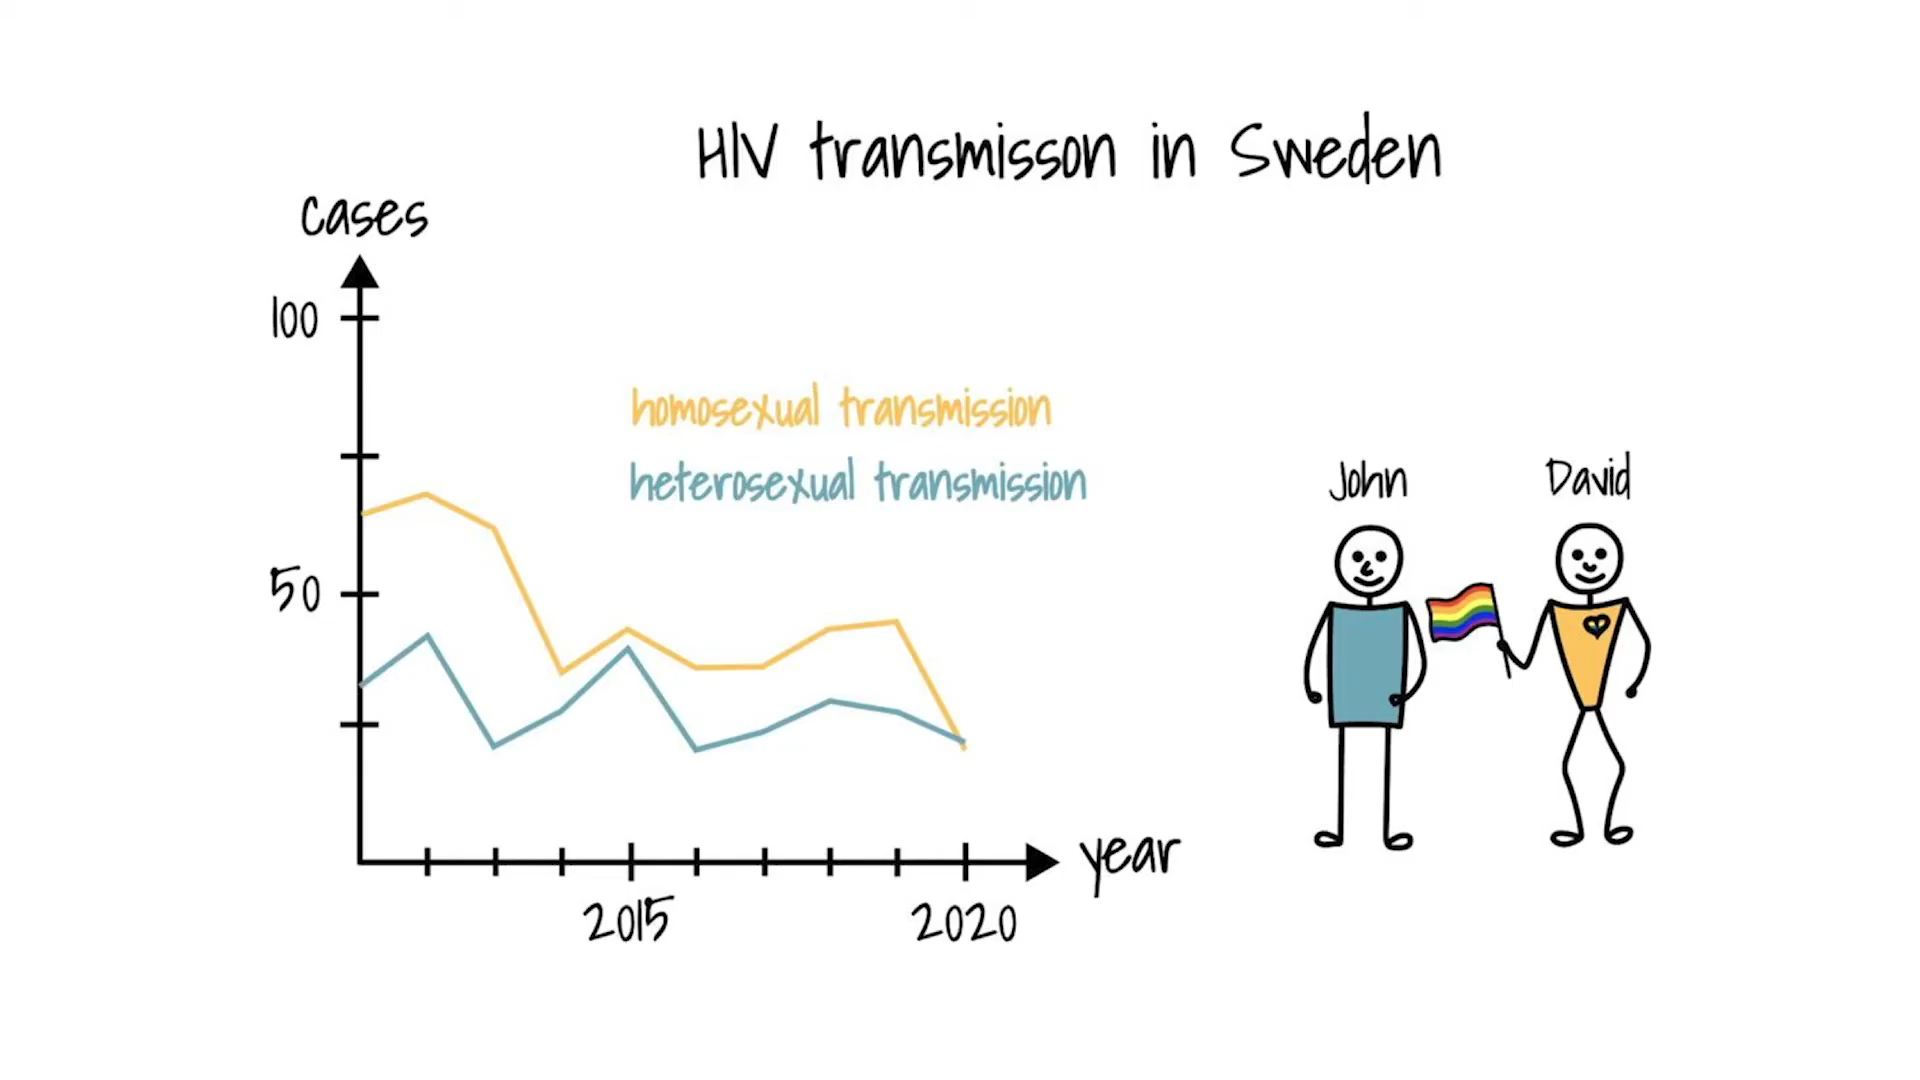 HIV transmisson in Sweden
cases
100
homosexual transmission
heterosexual transmission
John
David
50
year
2015
2020